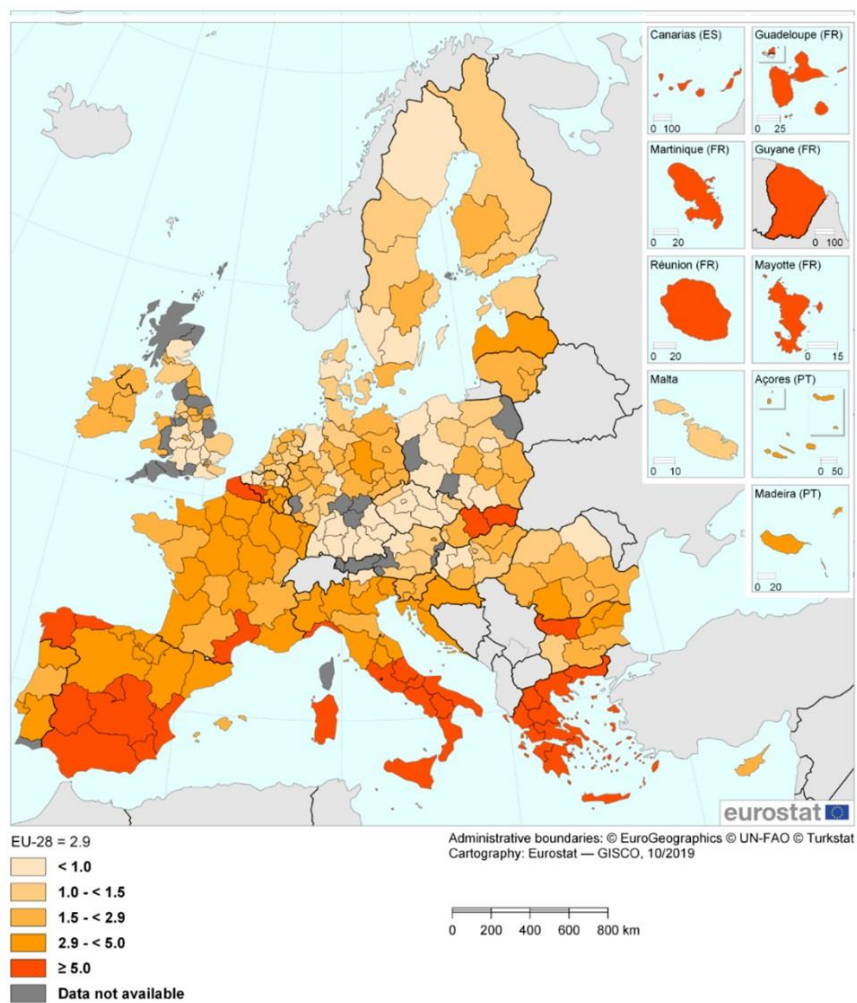 Canarias (ES)
0 100
Guadeloupe (FR)
0 25
Martinique (FR)
0 20
Guyane (FR)
0 100
Réunion (FR)
0 20
Mayotte (FR)
0 15
Malta
0 10
Açores (PT)
0 50
Madeira (PT)
0 20
eurostat
EU-28 = 2.9
< 1.0
1.0 - < 1.5
1.5 - < 2.9
2.9 - < 5.0
≥ 5.0
Data not available
Administrative boundaries: © EuroGeographics © UN-FAO © Turkstat
Cartography: Eurostat — GISCO, 10/2019
0 200 400 600 800 km